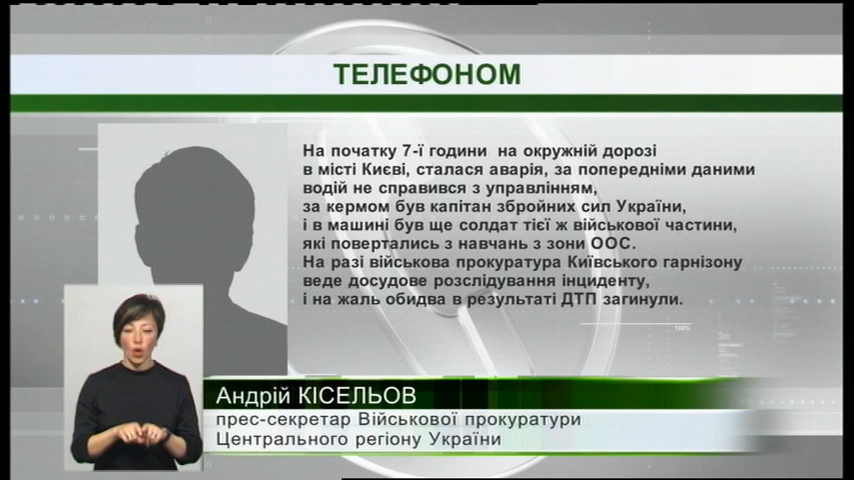 ТЕЛЕФОНОМ
На початку 7-ї години на окружній дорозі
в місті Києві, сталася аварія, за попередніми даними
водій не справився з управлінням,
за кермом був капітан збройних сил України,
і в машині був ще солдат тієї ж військової частини,
які повертались з навчань з зони ООС.
На разі військова прокуратура Київського гарнізону
веде досудове розслідування інциденту,
і на жаль обидва в результаті ДТП загинули.
100%
Андрій КІСЕЛЬОВ
прес-секретар Військової прокуратури
Центрального регіону України